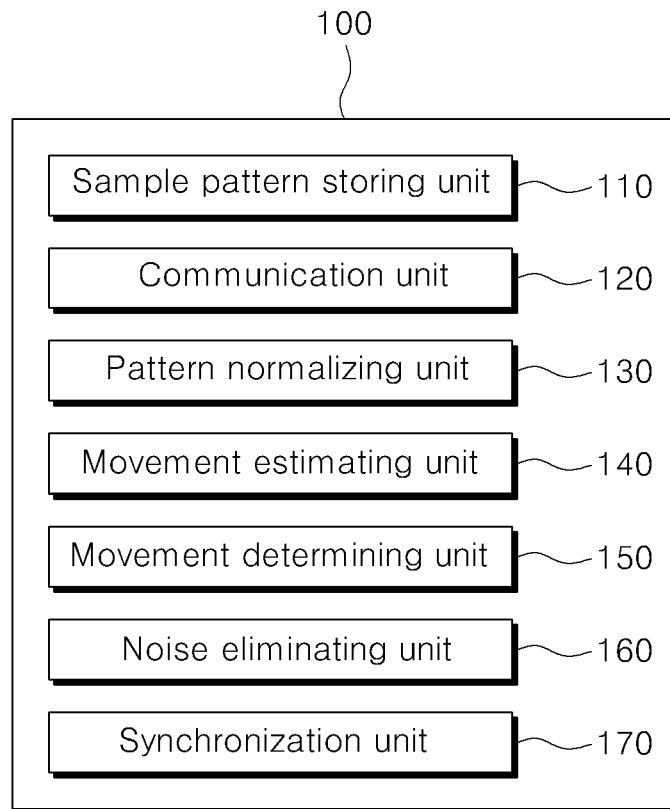 100
Sample pattern storing unit 110
Communication unit 120
Pattern normalizing unit 130
Movement estimating unit 140
Movement determining unit 150
Noise eliminating unit 160
Synchronization unit 170